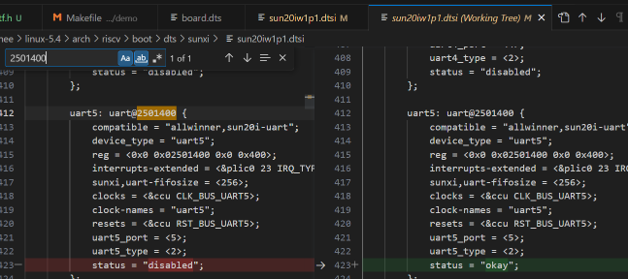 tf.h U
Makefile .../demo
board.dts
sun20iw1p1.dtsi M
sun20iw1p1.dtsi (Working Tree) M
nee > linux-5.4 > arch > riscv > boot > dts > sunxi > sun20iw1p1.dtsi
2501400
Aa ab .* 1 of 1
409 status = "disabled";
410 };
411
412 uart5: uart@2501400 {
413 compatible = "allwinner,sun20i-uart";
414 device_type = "uart5";
415 reg = <0x0 0x02501400 0x0 0x400>;
416 interrupts-extended = <&plic0 23 IRQ_TYP
417 sunxi,uart-fifosize = <256>;
418 clocks = <&ccu CLK_BUS_UART5>;
419 clock-names = "uart5";
420 resets = <&ccu RST_BUS_UART5>;
421 uart5_port = <5>;
422 uart5_type = <2>;
423 status = "disabled";
408 uart4_type = <2>;
409 status = "disabled";
410 };
411
412 uart5: uart@2501400 {
413 compatible = "allwinner,sun20i-uart";
414 device_type = "uart5";
415 reg = <0x0 0x02501400 0x0 0x400>;
416 interrupts-extended = <&plic0 23 IRQ
417 sunxi,uart-fifosize = <256>;
418 clocks = <&ccu CLK_BUS_UART5>;
419 clock-names = "uart5";
420 resets = <&ccu RST_BUS_UART5>;
421 uart5_port = <5>;
422 uart5_type = <2>;
423+ status = "okay";